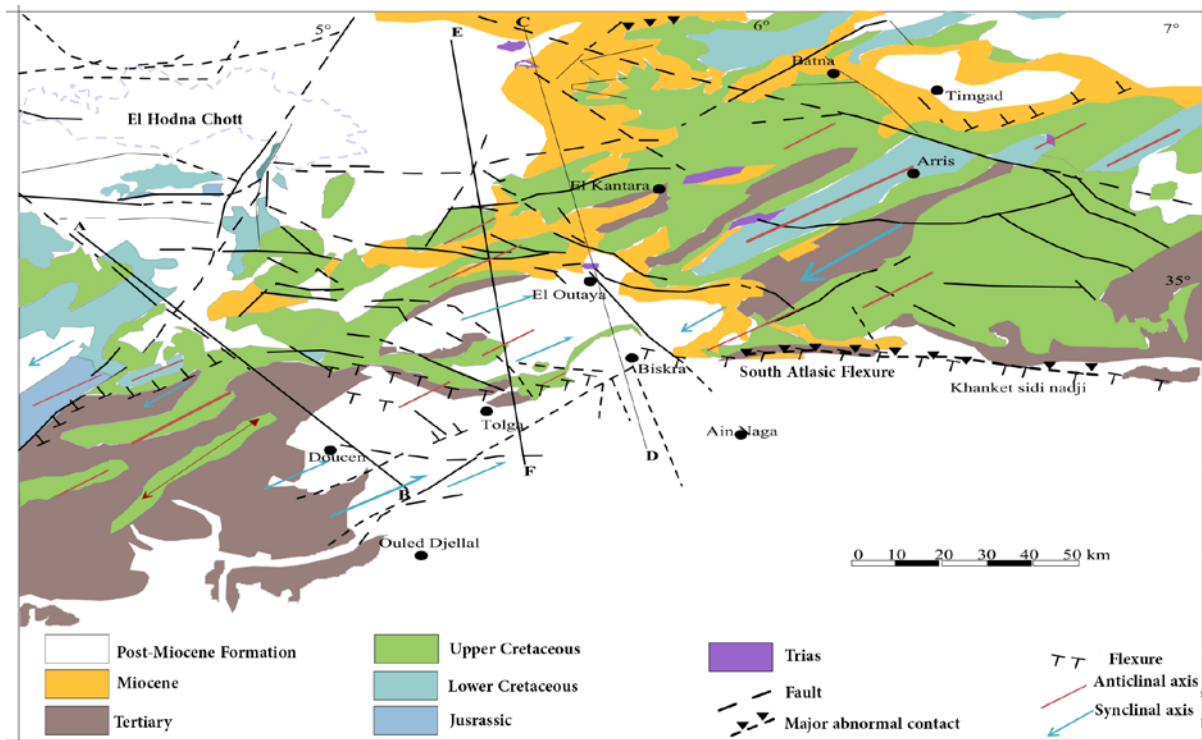 5°
6°
7°
C
E
Batna
Timgad
El Hodna Chott
Arris
El Kantara
A
35°
El Outaya
Biskra
South Atlasic Flexure
Khanket sidi nadji
Tolga
Ain Naga
Doucen
D
F
B
Ouled Djellal
0 10 20 30 40 50 km
Post-Miocene Formation
Miocene
Tertiary
Upper Cretaceous
Lower Cretaceous
Jusrassic
Trias
Fault
Major abnormal contact
Flexure
Anticlinal axis
Synclinal axis